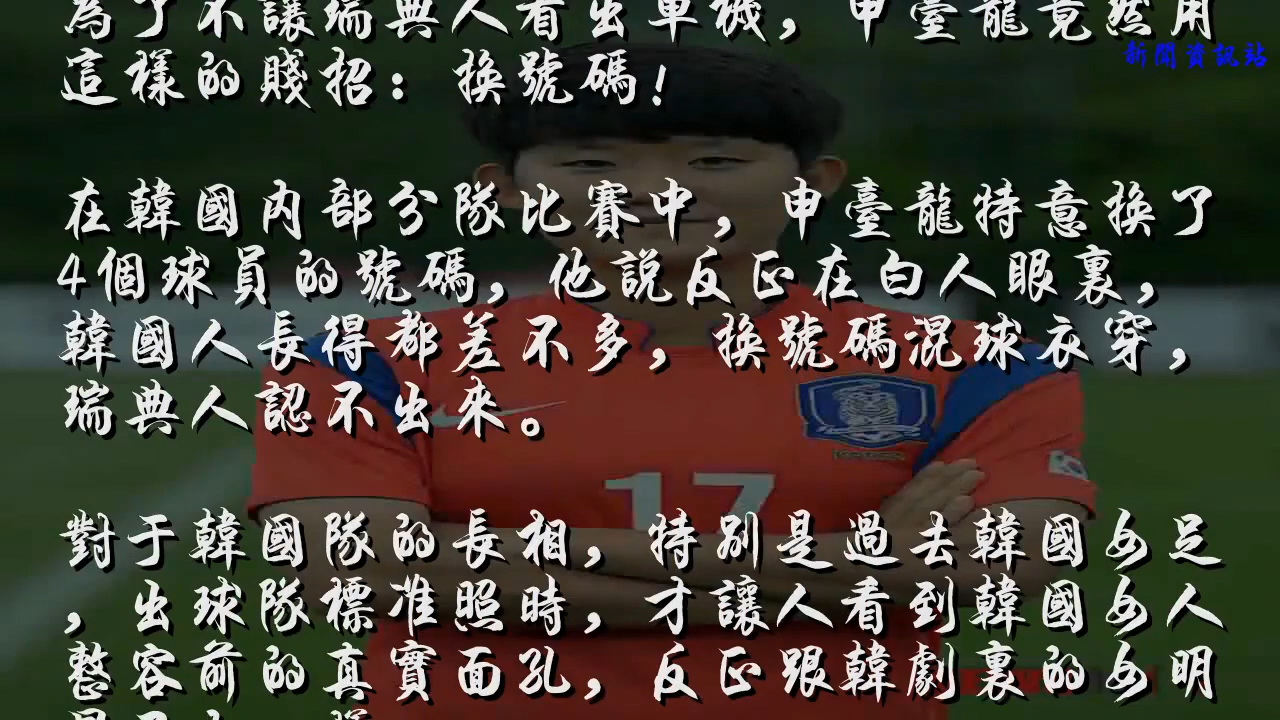 為了不讓瑞典人看出車機，申臺龍竟然用
新聞資訊站
這樣的賤招：換號碼！
在韓國內部分隊比賽中，申臺龍特意換了
4個球員的號碼，他說反正在白人眼裏，
韓國人長得都差不多，換號碼混球衣穿，
瑞典人認不出來。
對于韓國隊的長相，特別是過去韓國女足
，出球隊標准照時，才讓人看到韓國女人
整容前的真實面孔，反正跟韓劇裏的女明
17